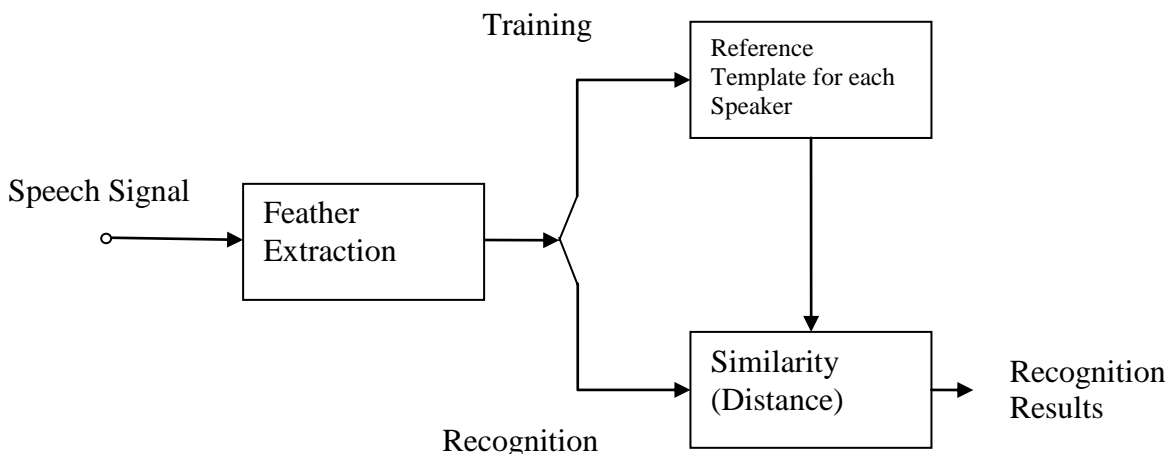 Training
Reference
Template for each
Speaker
Speech Signal
Feather
Extraction
Similarity
(Distance)
Recognition
Results
Recognition